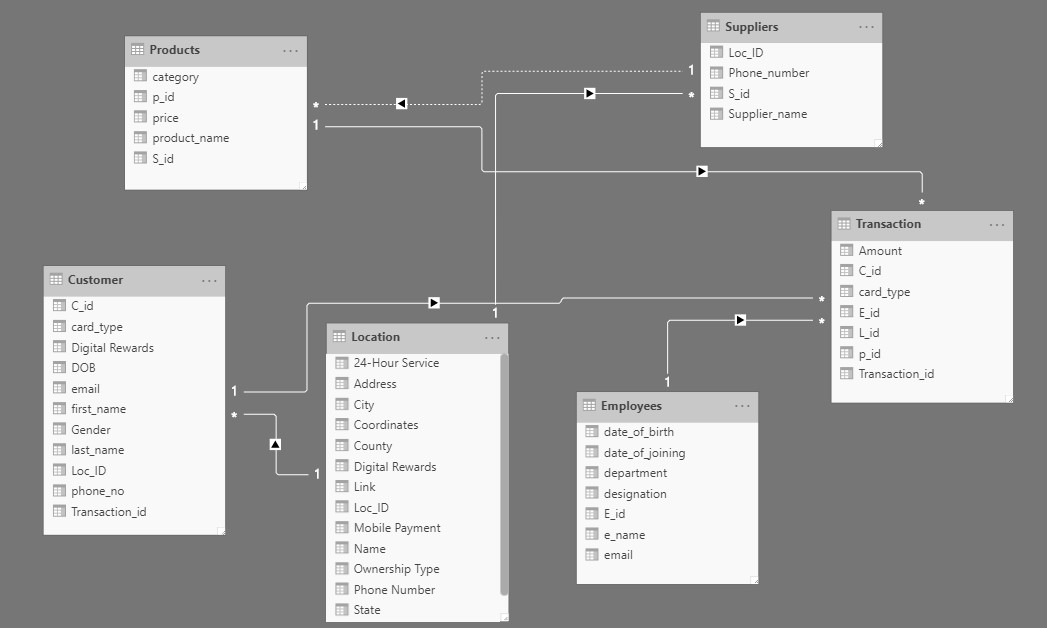 Products
category
p_id
price
product_name
S_id
Suppliers
Loc_ID
Phone_number
S_id
Supplier_name
1
*
*
1
*
Transaction
Amount
C_id
card_type
E_id
L_id
p_id
Transaction_id
Customer
C_id
card_type
Digital Rewards
DOB
email
first_name
Gender
last_name
Loc_ID
phone_no
Transaction_id
1
*
1
1
*
*
1
Location
24-Hour Service
Address
City
Coordinates
County
Digital Rewards
Link
Loc_ID
Mobile Payment
Name
Ownership Type
Phone Number
State
Employees
date_of_birth
date_of_joining
department
designation
E_id
e_name
email